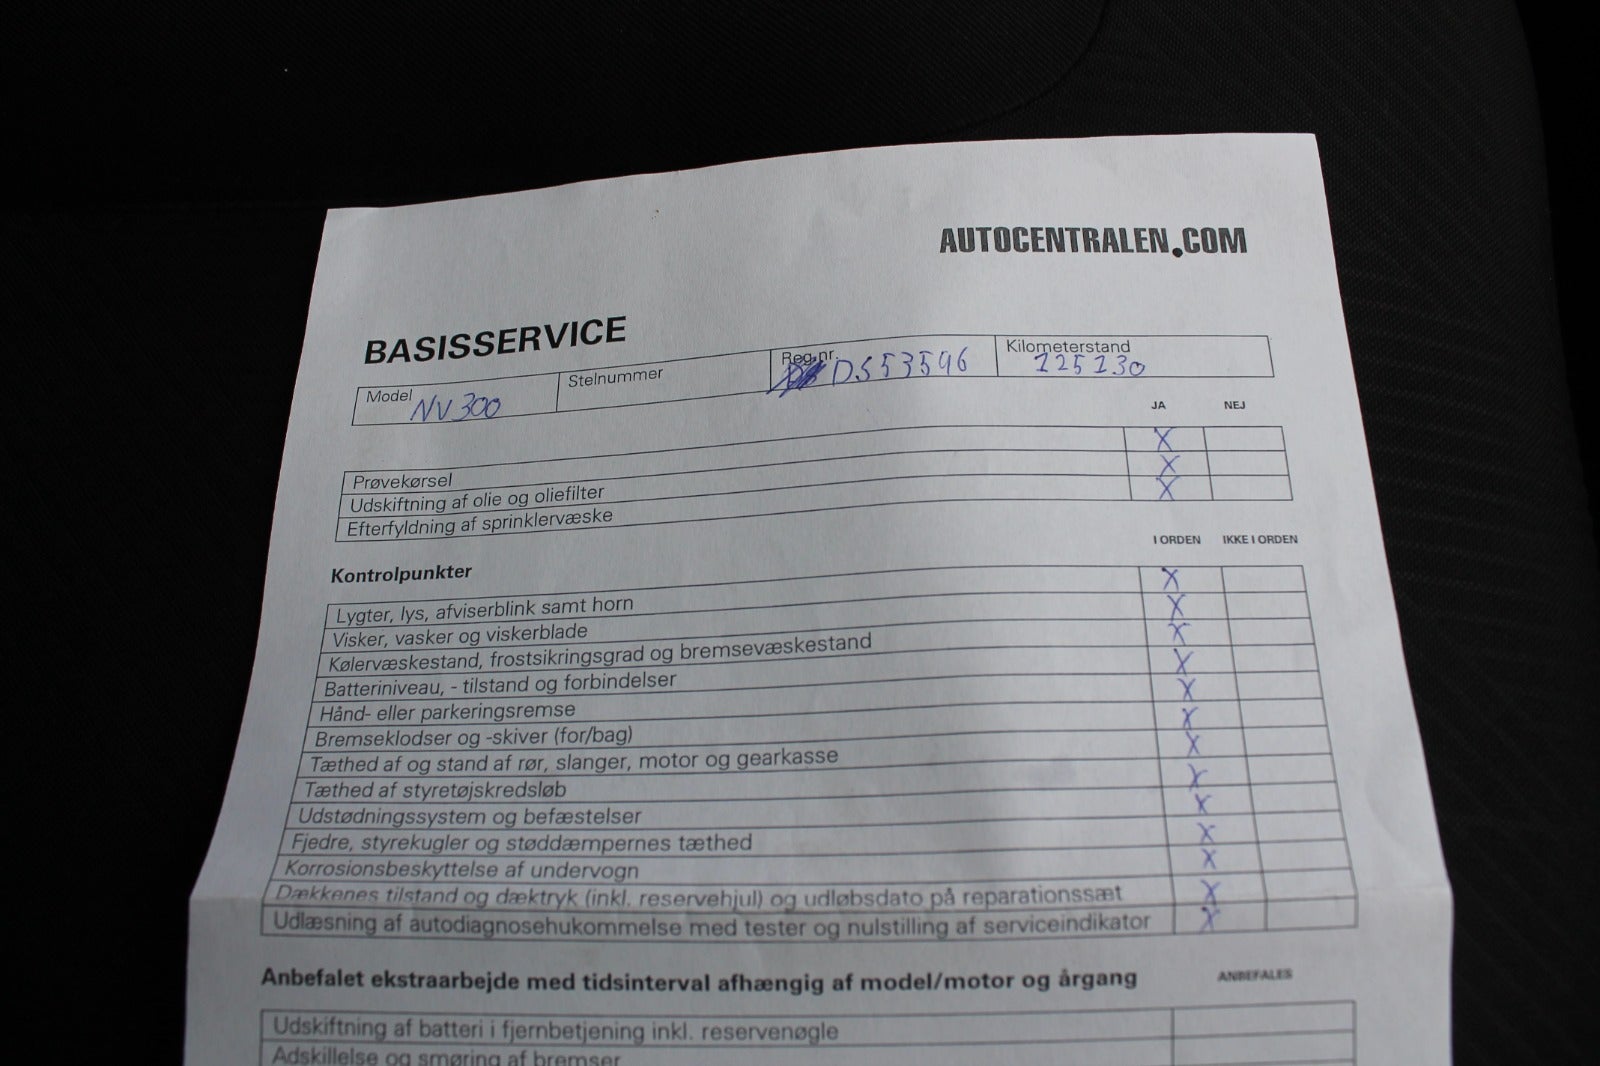 AUTOCENTRALEN.COM
BASISSERVICE
Model NV300 Stelnummer Reg.nr. DS53596 Kilometerstand 125130
JA NEJ
Prøvekørsel X
Udskiftning af olie og oliefilter X
Efterfyldning af sprinklervæske X
Kontrolpunkter I ORDEN IKKE I ORDEN
Lygter, lys, afviserblink samt horn X
Visker, vasker og viskerblade X
Kølervæskestand, frostsikringsgrad og bremsevæskestand X
Batteriniveau, - tilstand og forbindelser X
Hånd- eller parkeringsremse X
Bremseklodser og -skiver (for/bag) X
Tæthed af og stand af rør, slanger, motor og gearkasse X
Tæthed af styretøjskredsløb X
Udstødningssystem og befæstelser X
Fjedre, styrekugler og støddæmpernes tæthed X
Korrosionsbeskyttelse af undervogn X
Dækkenes tilstand og dæktryk (inkl. reservehjul) og udløbsdato på reparationssæt X
Udlæsning af autodiagnosehukommelse med tester og nulstilling af serviceindikator X
Anbefalet ekstraarbejde med tidsinterval afhængig af model/motor og årgang ANBEFALES
Udskiftning af batteri i fjernbetjening inkl. reservenøgle
Adskillelse og smøring af bremser